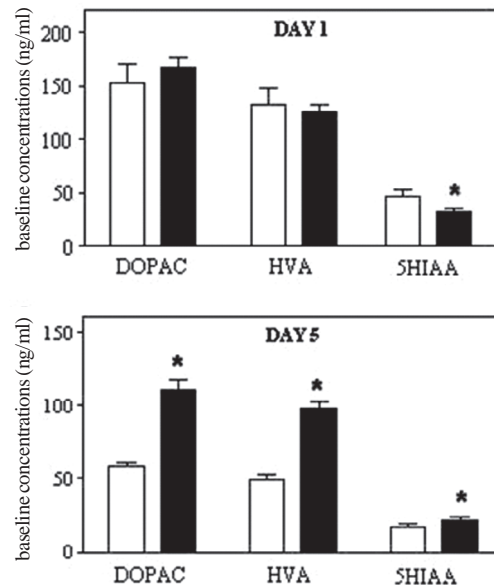 DAY 1
baseline concentrations (ng/ml)
200
150
100
50
0
*
DOPAC HVA 5HIAA
DAY 5
baseline concentrations (ng/ml)
150
100
50
0
* * *
DOPAC HVA 5HIAA